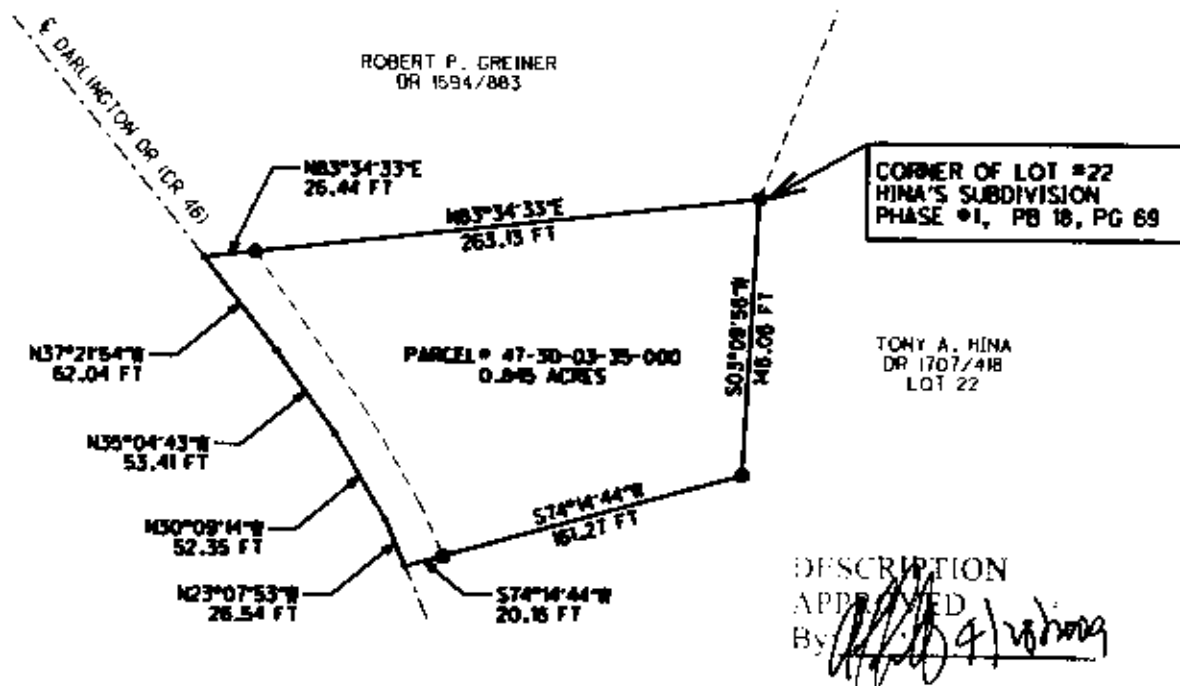 ℄ DARLINGTON DR (CR 46)
ROBERT P. GREINER
OR 1594/883
N83°34'33"E
26.44 FT
N83°34'33"E
263.13 FT
CORNER OF LOT #22
HINA'S SUBDIVISION
PHASE #1, PB 18, PG 69
N37°21'54"W
62.04 FT
PARCEL# 47-30-03-35-000
0.845 ACRES
S03°09'56"W
146.06 FT
TONY A. HINA
OR 1707/418
LOT 22
N35°04'43"W
53.41 FT
S74°14'44"W
161.27 FT
N30°09'14"W
52.35 FT
N23°07'53"W
26.54 FT
S74°14'44"W
20.16 FT
DESCRIPTION
APPROVED
By